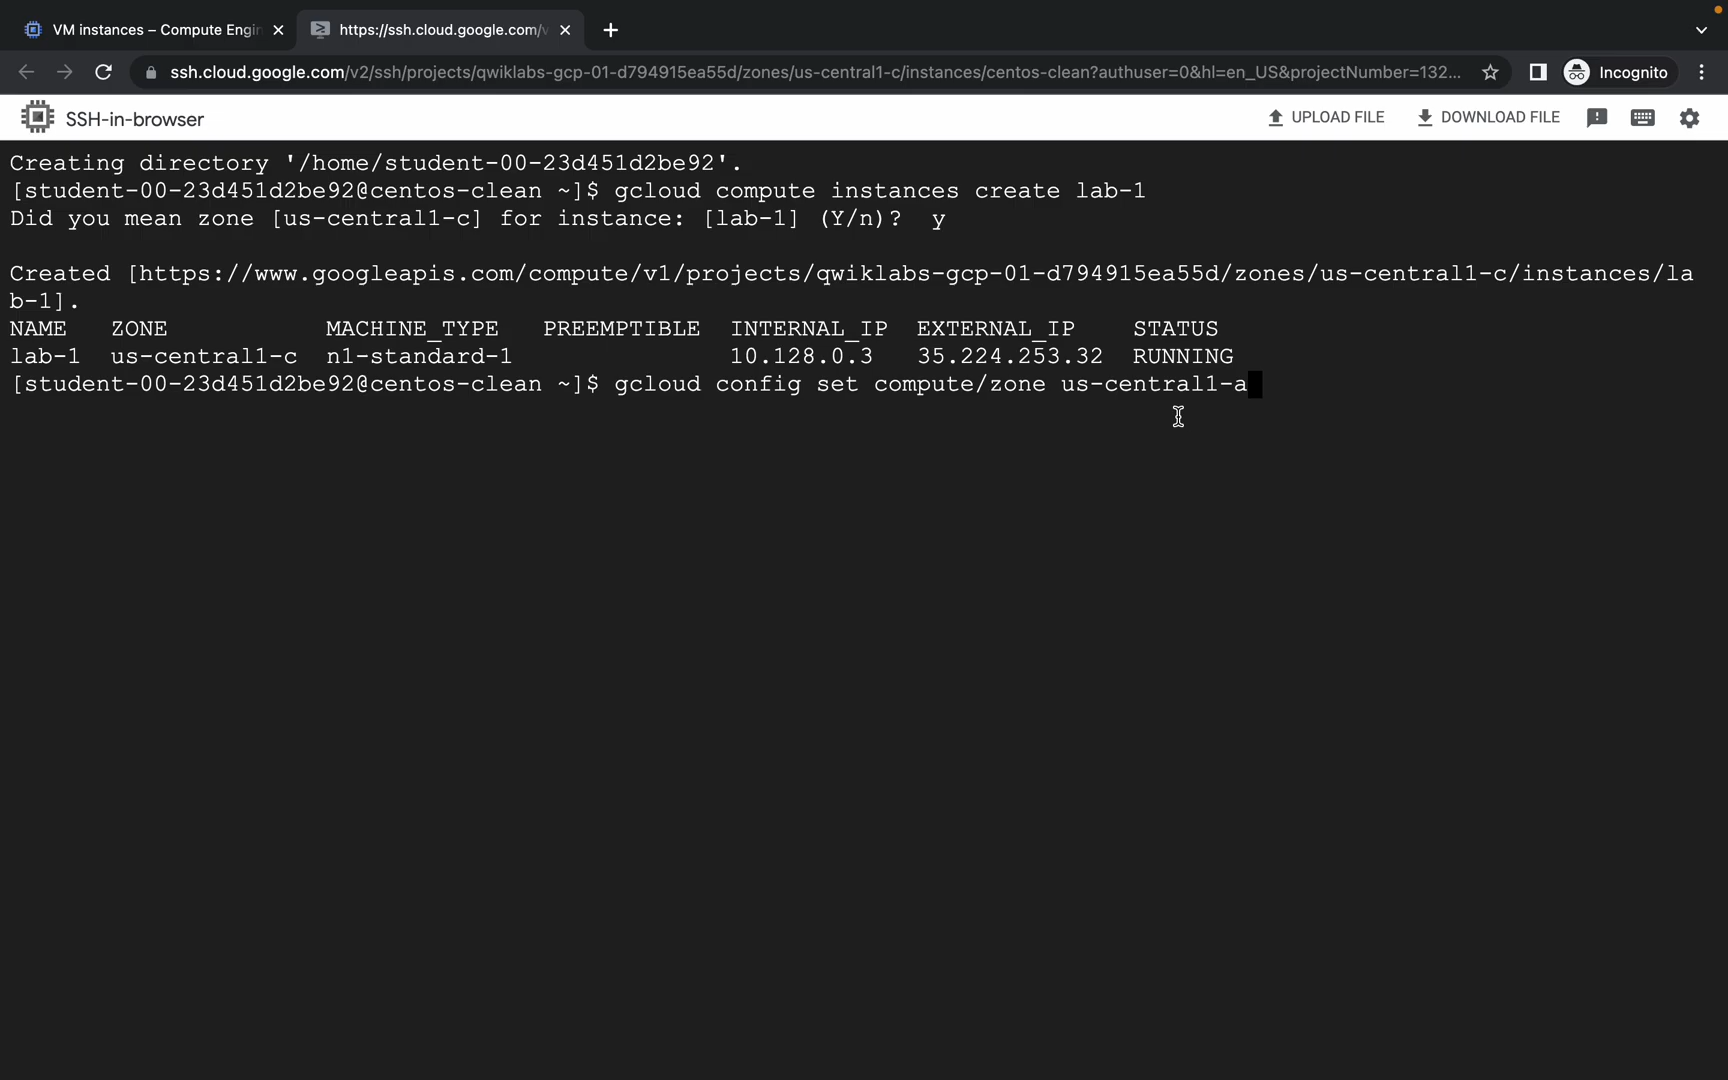 VM instances – Compute Engin
https://ssh.cloud.google.com/v
ssh.cloud.google.com/v2/ssh/projects/qwiklabs-gcp-01-d794915ea55d/zones/us-central1-c/instances/centos-clean?authuser=0&hl=en_US&projectNumber=132...
Incognito
SSH-in-browser
UPLOAD FILE
DOWNLOAD FILE
Creating directory '/home/student-00-23d451d2be92'.
[student-00-23d451d2be92@centos-clean ~]$ gcloud compute instances create lab-1
Did you mean zone [us-central1-c] for instance: [lab-1] (Y/n)?  y
Created [https://www.googleapis.com/compute/v1/projects/qwiklabs-gcp-01-d794915ea55d/zones/us-central1-c/instances/la
b-1].
NAME   ZONE           MACHINE_TYPE   PREEMPTIBLE  INTERNAL_IP  EXTERNAL_IP    STATUS
lab-1  us-central1-c  n1-standard-1               10.128.0.3   35.224.253.32  RUNNING
[student-00-23d451d2be92@centos-clean ~]$ gcloud config set compute/zone us-central1-a